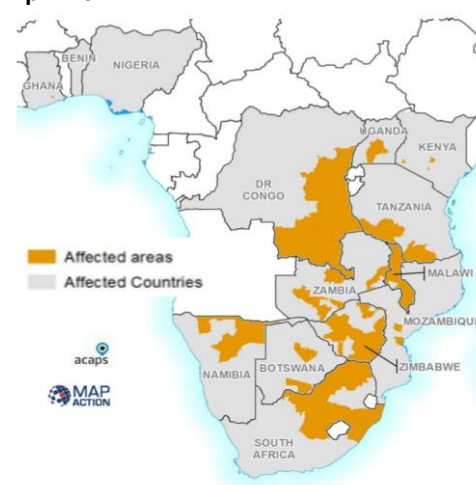 BENIN
NIGERIA
GHANA
UGANDA
KENYA
DR
CONGO
TANZANIA
Affected areas
Affected Countries
MALAWI
ZAMBIA
MOZAMBIQUE
acaps
ZIMBABWE
NAMIBIA
BOTSWANA
MAP
ACTION
SOUTH
AFRICA